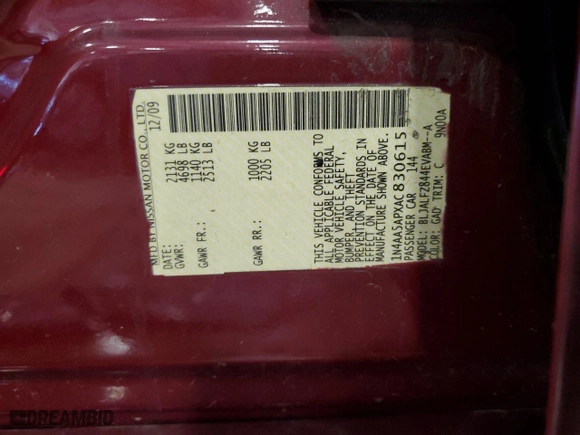 MFD BY NISSAN MOTOR CO., LTD.
DATE: 12/09
GVWR: 2131 KG
4698 LB
GAWR FR: 1140 KG
2513 LB
GAWR RR: 1000 KG
2205 LB
THIS VEHICLE CONFORMS TO
ALL APPLICABLE FEDERAL
MOTOR VEHICLE SAFETY,
BUMPER, AND THEFT
PREVENTION STANDARDS IN
EFFECT ON THE DATE OF
MANUFACTURE SHOWN ABOVE.
1N4AA5APXAC830615
PASSENGER CAR 144
MODEL: BLJALFZ844EVABM--A
COLOR: GAD TRIM: C 9N00A
DREAMBID